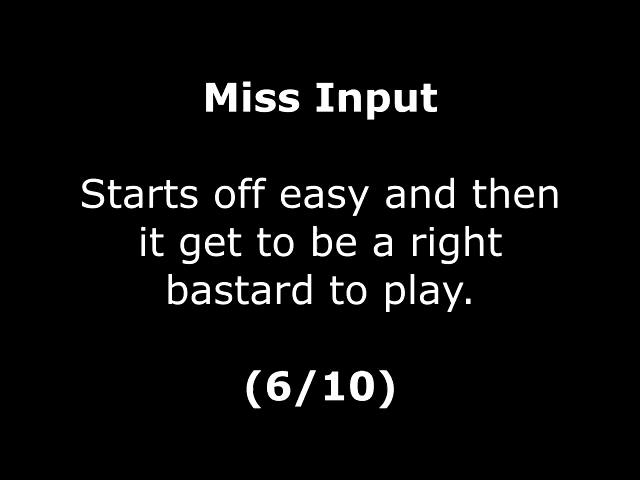 Miss Input
Starts off easy and then
it get to be a right
bastard to play.
(6/10)